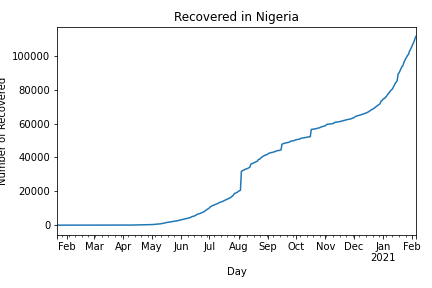 Recovered in Nigeria
Number of Recovered
100000
80000
60000
40000
20000
0
Feb Mar Apr May Jun Jul Aug Sep Oct Nov Dec Jan Feb
2021
Day